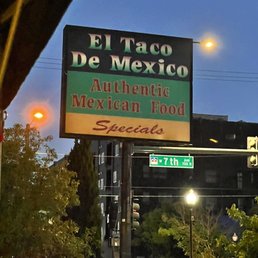 El Taco
De Mexico
Authentic
Mexican Food
Specials
7th